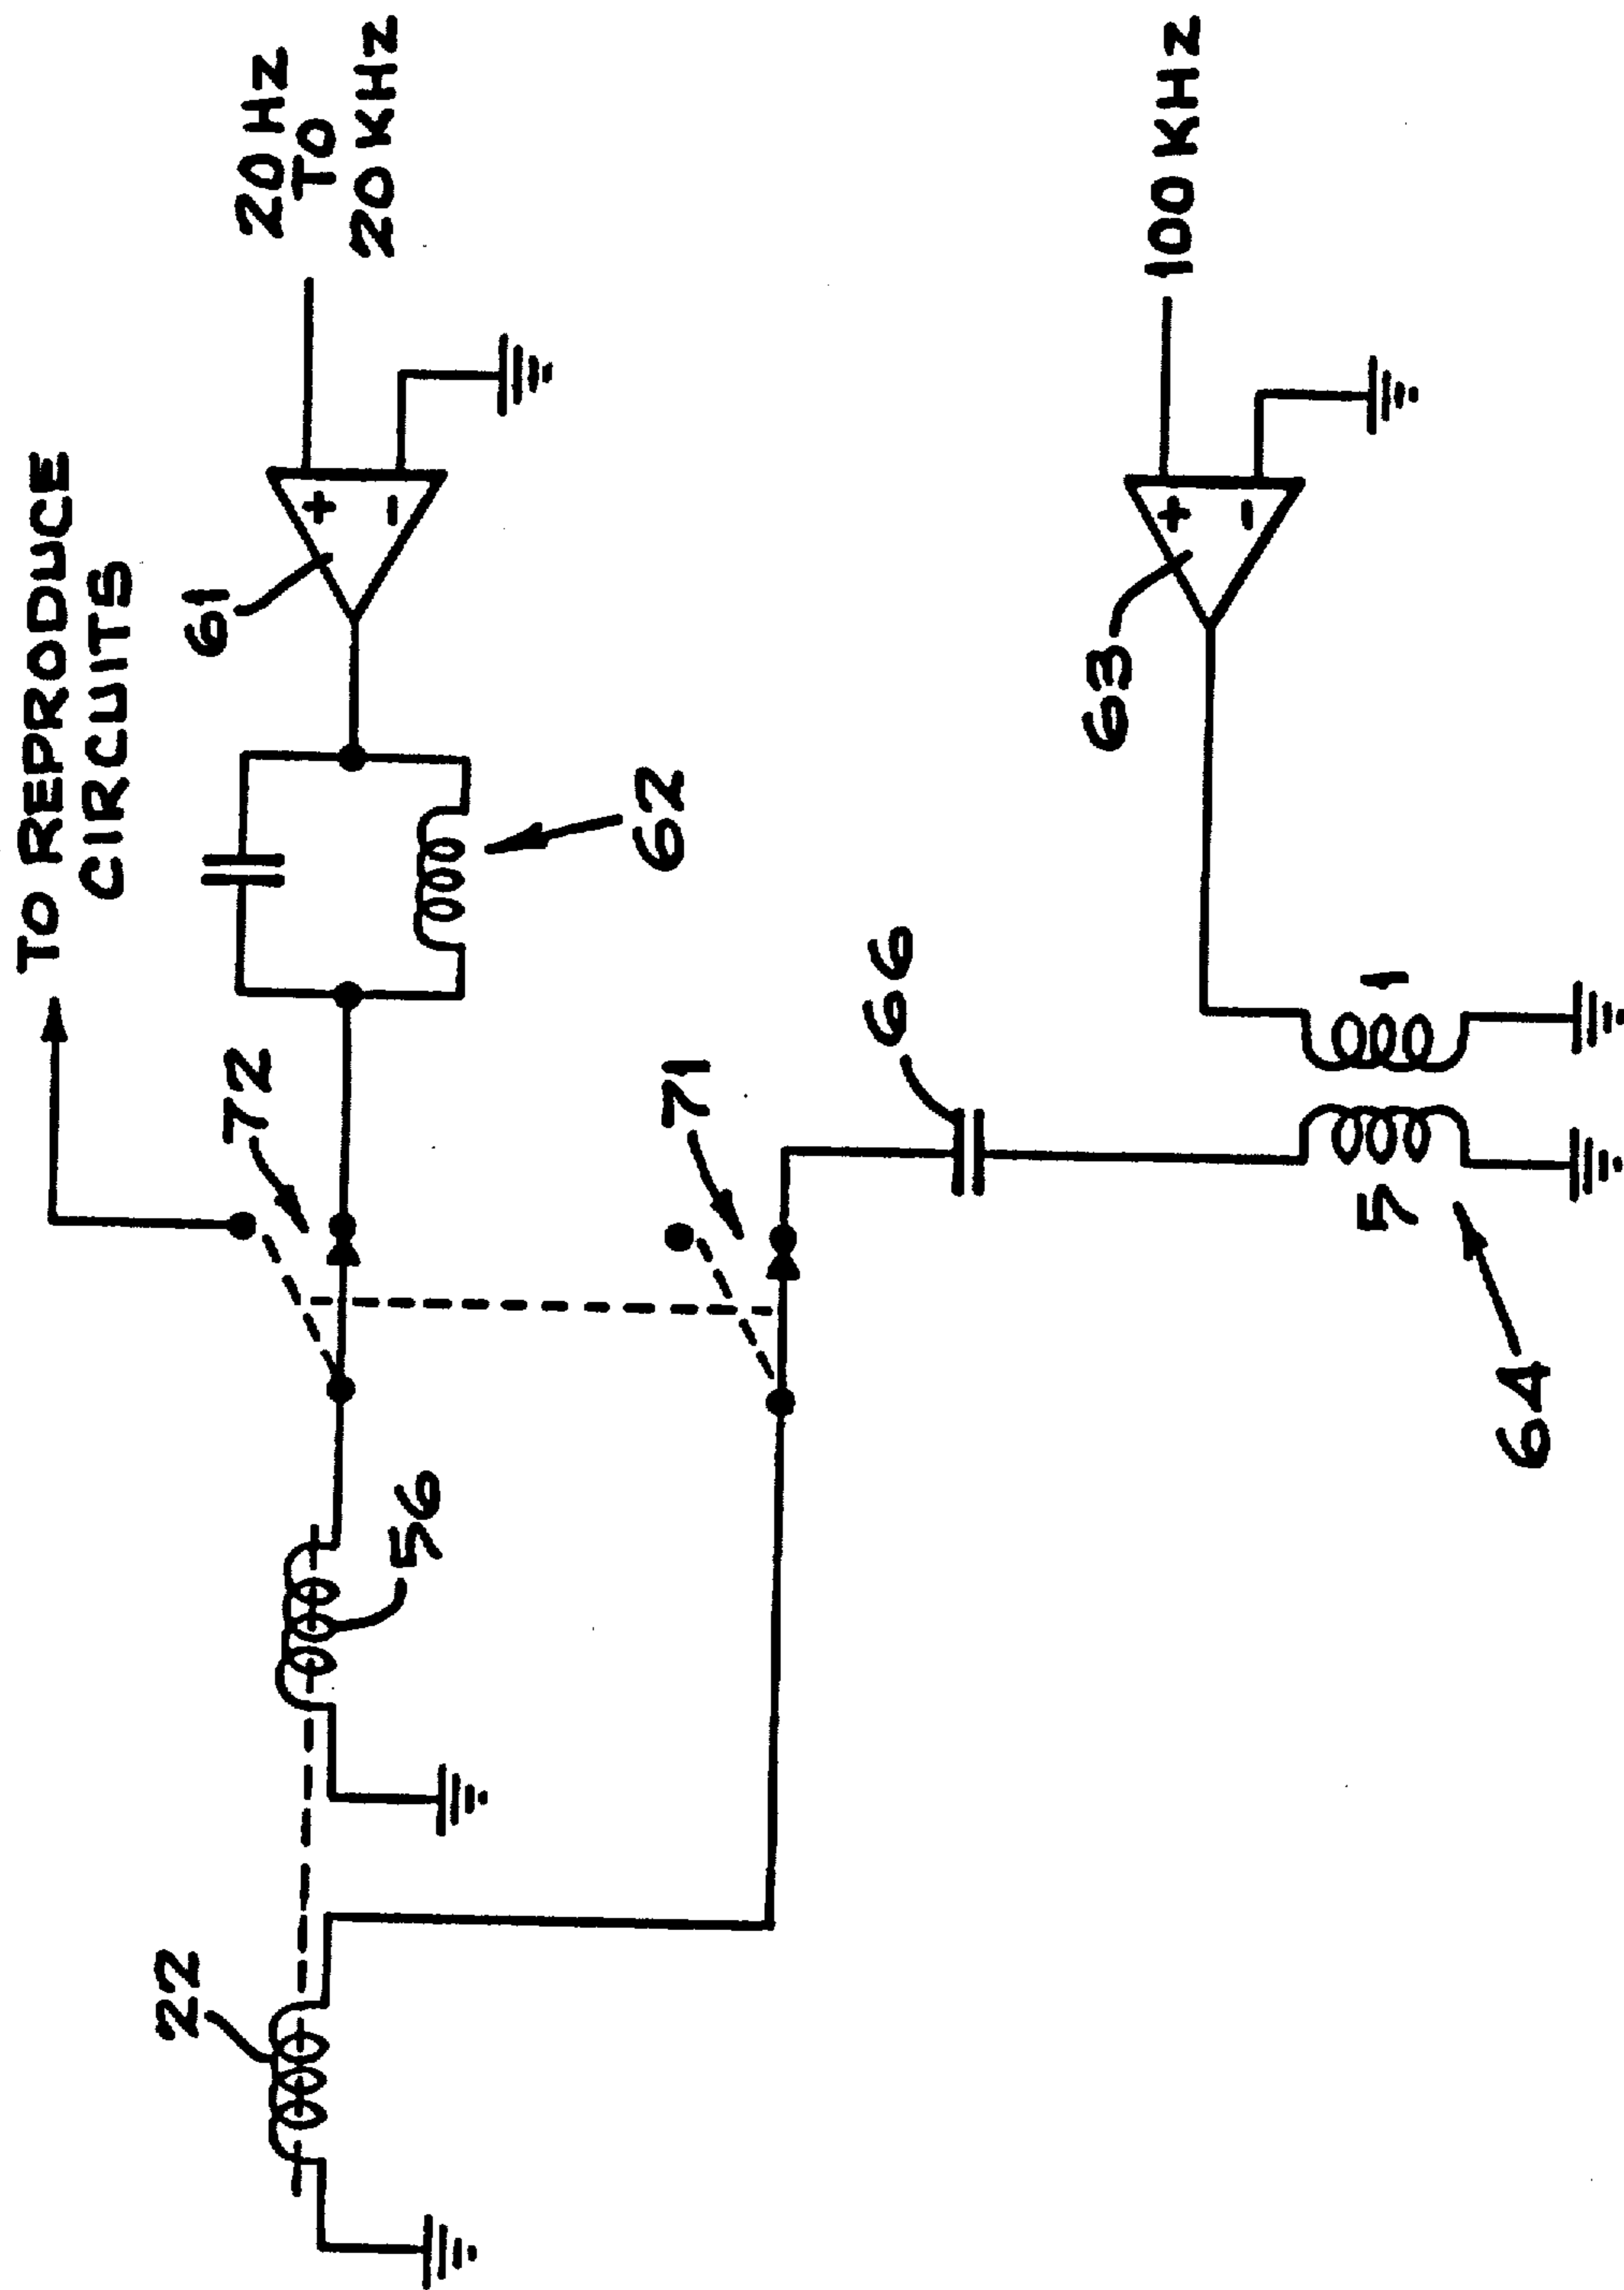 TO REPRODUCE
CIRCUITS
20 HZ
TO
20 KHZ
61
+
-
72
62
22
56
71
66
63
+
-
100 KHZ
5
1
64